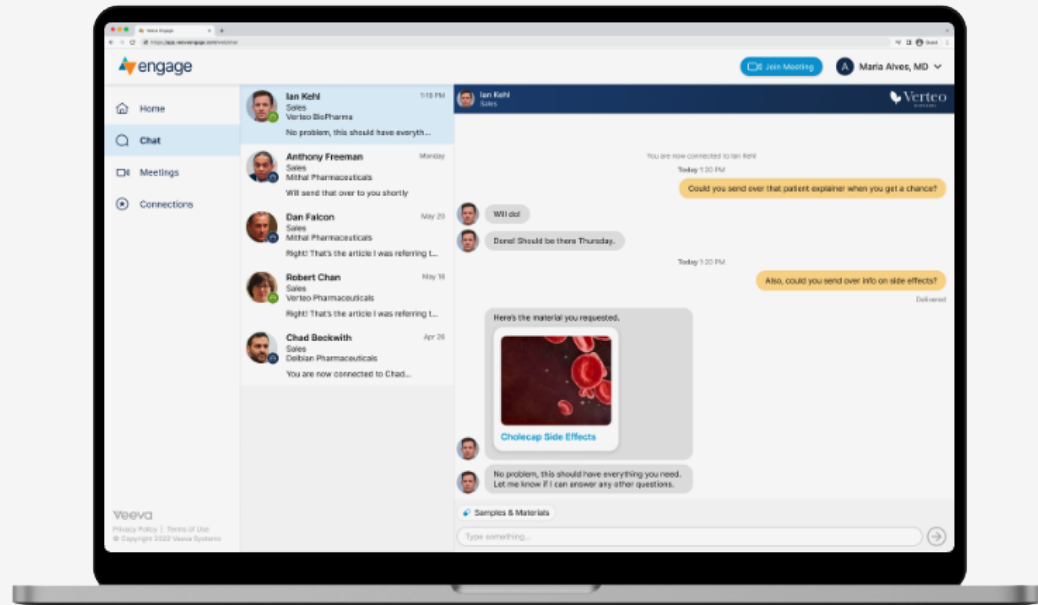 Veeva Engage
engage
Join Meeting
A
Maria Alves, MD
Home
Chat
Meetings
Connections
Ian Kehl
1:18 PM
Sales
Verteo BioPharma
No problem, this should have everyth...
Anthony Freeman
Monday
Sales
Mithal Pharmaceuticals
Will send that over to you shortly
Dan Falcon
May 20
Sales
Mithal Pharmaceuticals
Right! That's the article I was referring t...
Robert Chan
May 18
Sales
Verteo Pharmaceuticals
Right! That's the article I was referring t...
Chad Beckwith
Apr 26
Sales
Delbian Pharmaceuticals
You are now connected to Chad...
Ian Kehl
Sales
Verteo
You are now connected to Ian Kehl
Today 1:20 PM
Could you send over that patient explainer when you get a chance?
Will do!
Done! Should be there Thursday.
Today 1:20 PM
Also, could you send over info on side effects?
Delivered
Here's the material you requested.
Cholecap Side Effects
No problem, this should have everything you need.
Let me know if I can answer any other questions.
Samples & Materials
Type something...
Veeva
Privacy Policy | Terms of Use
© Copyright 2022 Veeva Systems